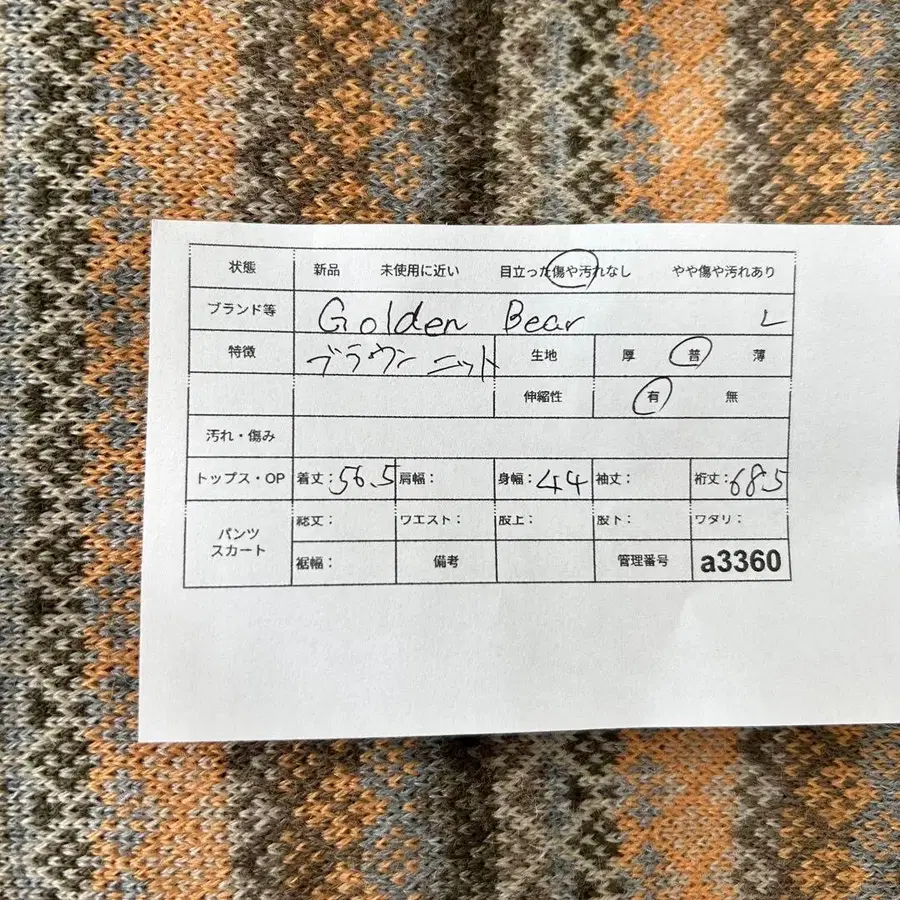 状態 新品 未使用に近い 目立った傷や汚れなし やや傷や汚れあり
ブランド等 Golden Bear L
特徴 ブラウン ニット 生地 厚 普 薄
伸縮性 有 無
汚れ・傷み
トップス・OP 着丈:56.5 肩幅: 身幅:44 袖丈: 裄丈:68.5
パンツ スカート 総丈: ウエスト: 股上: 股下: ワタリ:
裾幅: 備考 管理番号 a3360